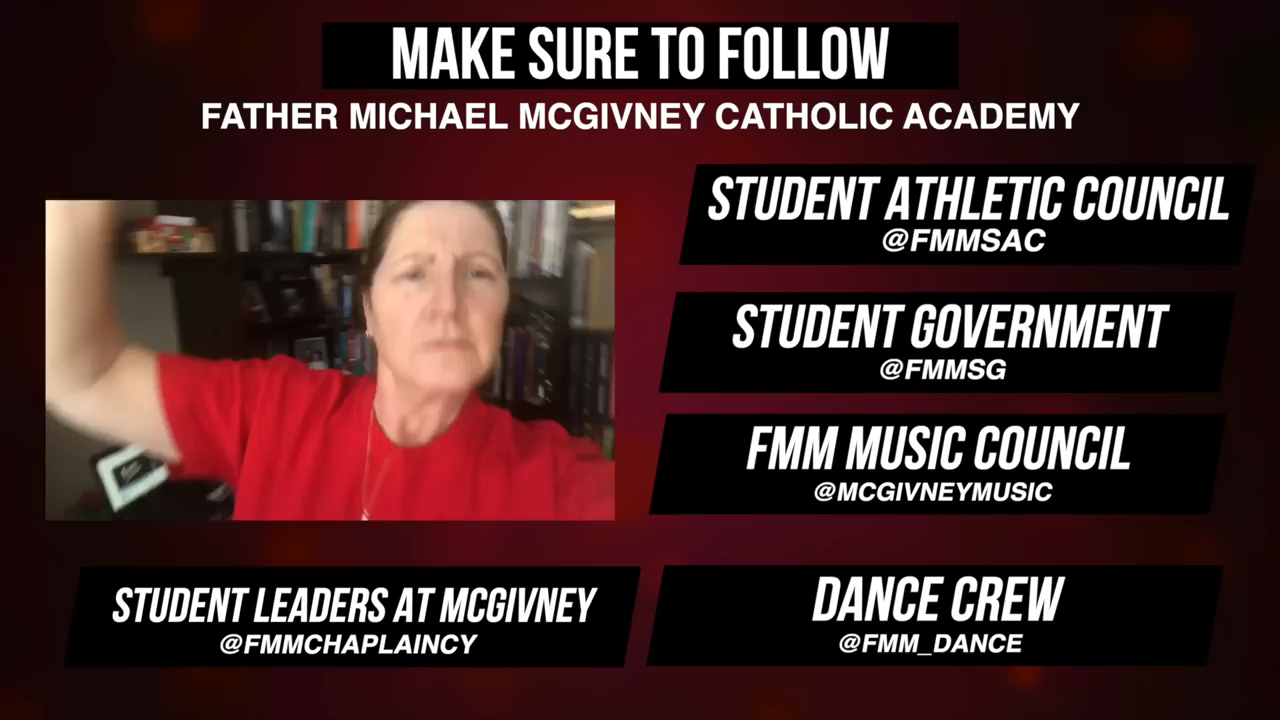 MAKE SURE TO FOLLOW
FATHER MICHAEL MCGIVNEY CATHOLIC ACADEMY
STUDENT ATHLETIC COUNCIL
@FMMSAC
STUDENT GOVERNMENT
@FMMSG
FMM MUSIC COUNCIL
@MCGIVNEYMUSIC
STUDENT LEADERS AT MCGIVNEY
@FMMCHAPLAINCY
DANCE CREW
@FMM_DANCE